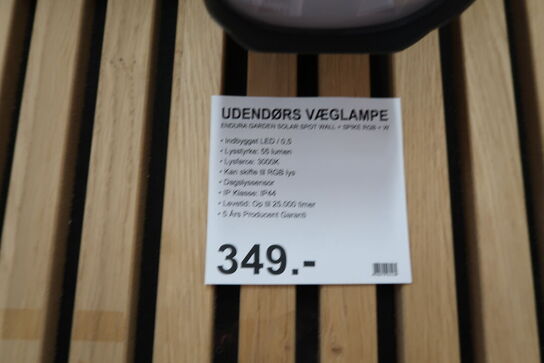 UDENDØRS VÆGLAMPE
ENDURA GARDEN SOLAR SPOT WALL + SPIKE RGB + W
• Indbygget LED / 0,5
• Lysstyrke: 55 lumen
• Lysfarve: 3000K
• Kan skifte til RGB lys
• Dagslyssensor
• IP Klasse: IP44
• Levetid: Op til 25.000 timer
• 5 Års Producent Garanti
349.-